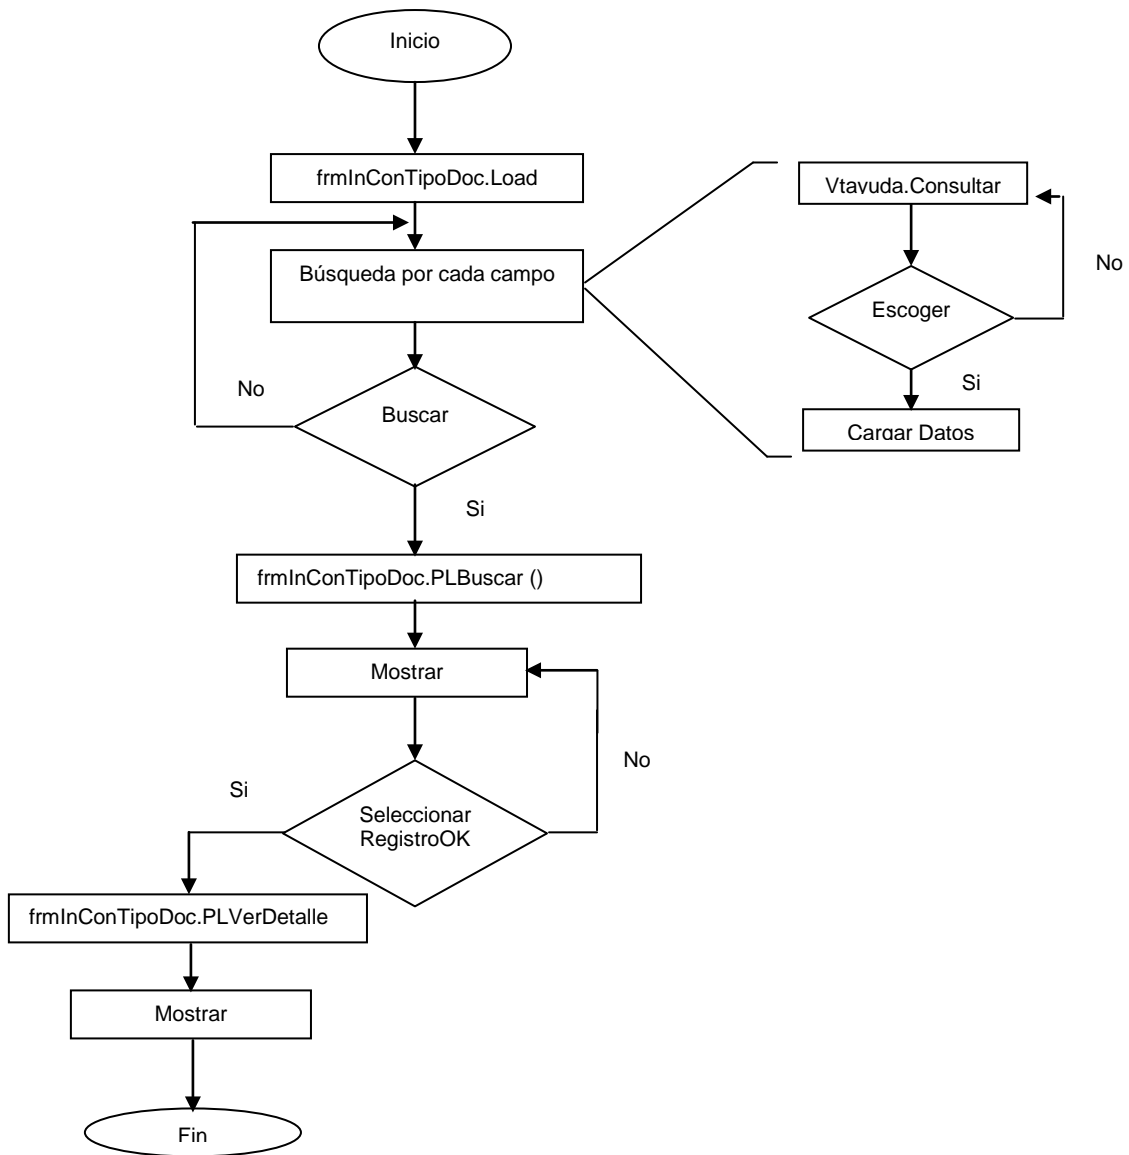 Inicio
frmInConTipoDoc.Load
Vtayuda.Consultar
Búsqueda por cada campo
No
Escoger
No
Si
Buscar
Cargar Datos
Si
frmInConTipoDoc.PLBuscar ()
Mostrar
No
Si
Seleccionar
RegistroOK
frmInConTipoDoc.PLVerDetalle
Mostrar
Fin